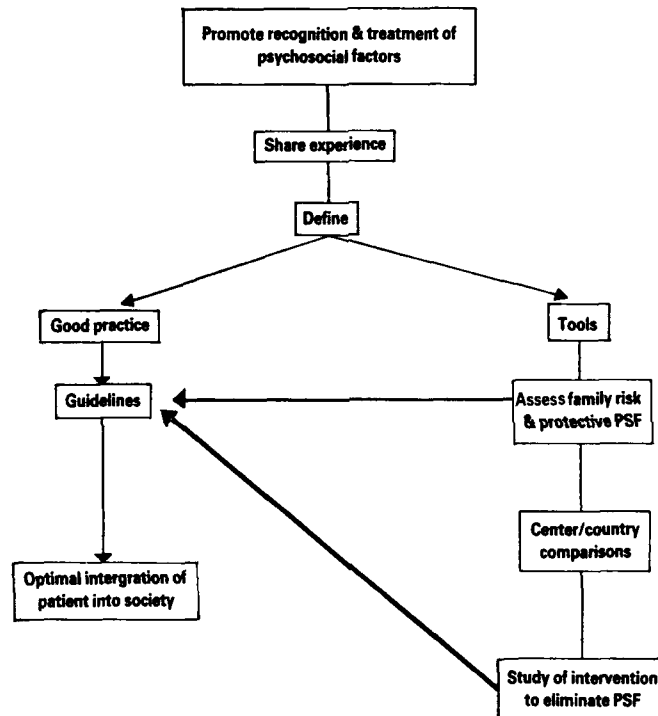 Promote recognition & treatment of
psychosocial factors
Share experience
Define
Good practice
Tools
Guidelines
Assess family risk
& protective PSF
Center/country
comparisons
Optimal intergration of
patient into society
Study of intervention
to eliminate PSF